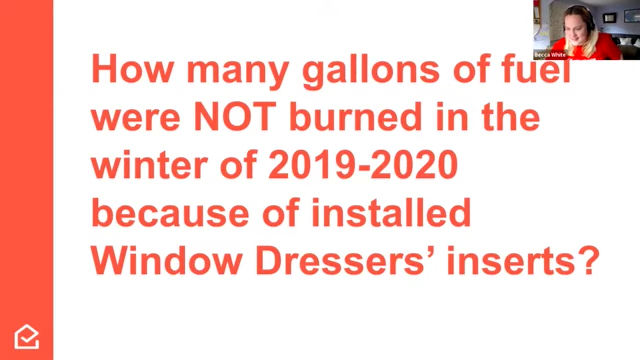 Becca White
How many gallons of fuel
were NOT burned in the
winter of 2019-2020
because of installed
Window Dressers’ inserts?